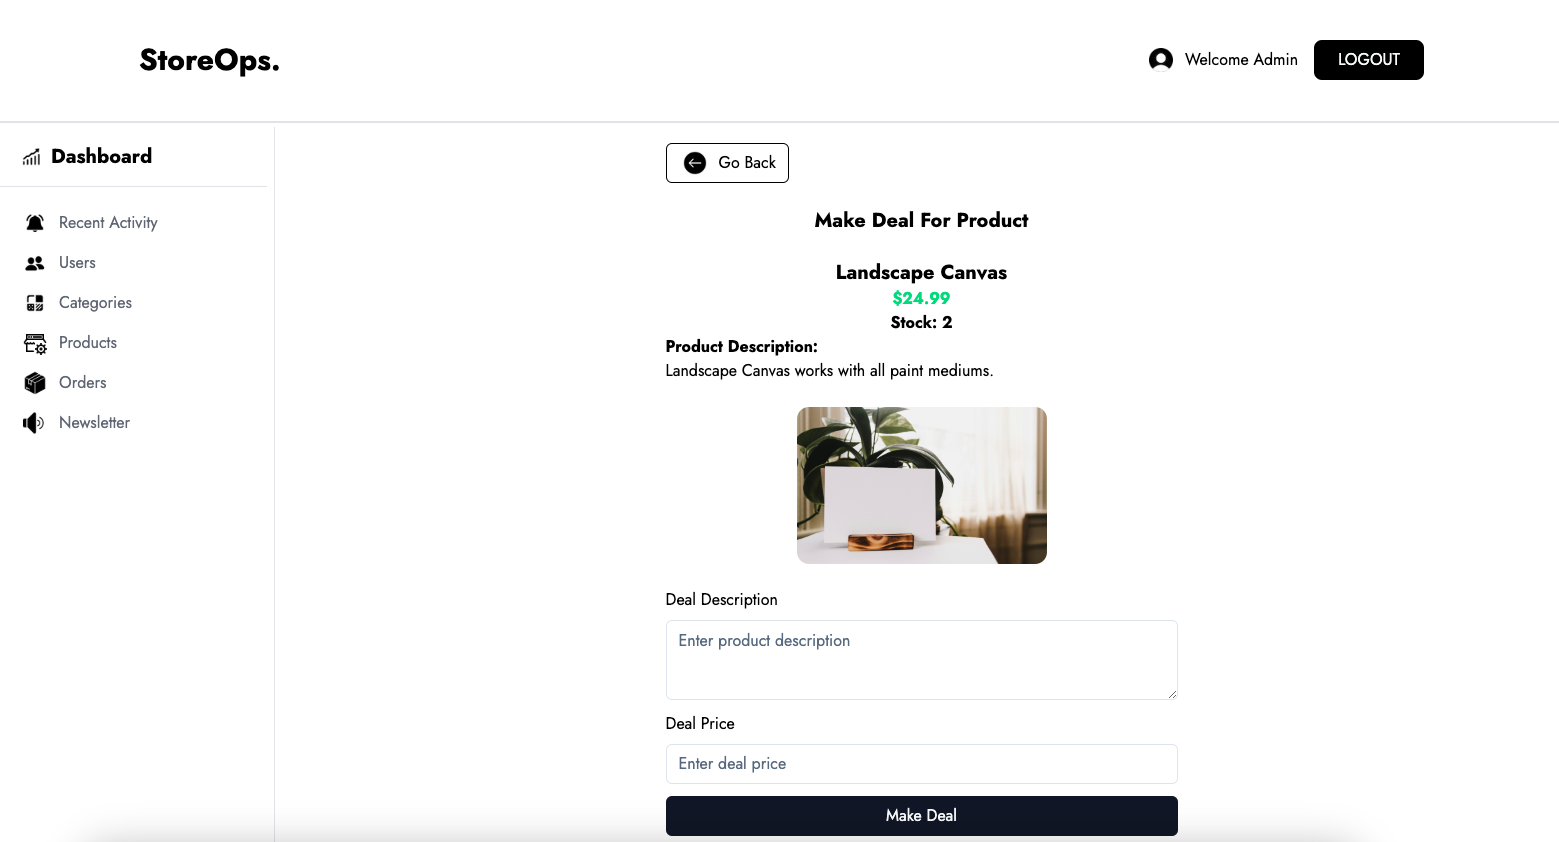 StoreOps.
Welcome Admin
LOGOUT
Dashboard
Recent Activity
Users
Categories
Products
Orders
Newsletter
Go Back
Make Deal For Product
Landscape Canvas
$24.99
Stock: 2
Product Description:
Landscape Canvas works with all paint mediums.
Deal Description
Enter product description
Deal Price
Enter deal price
Make Deal